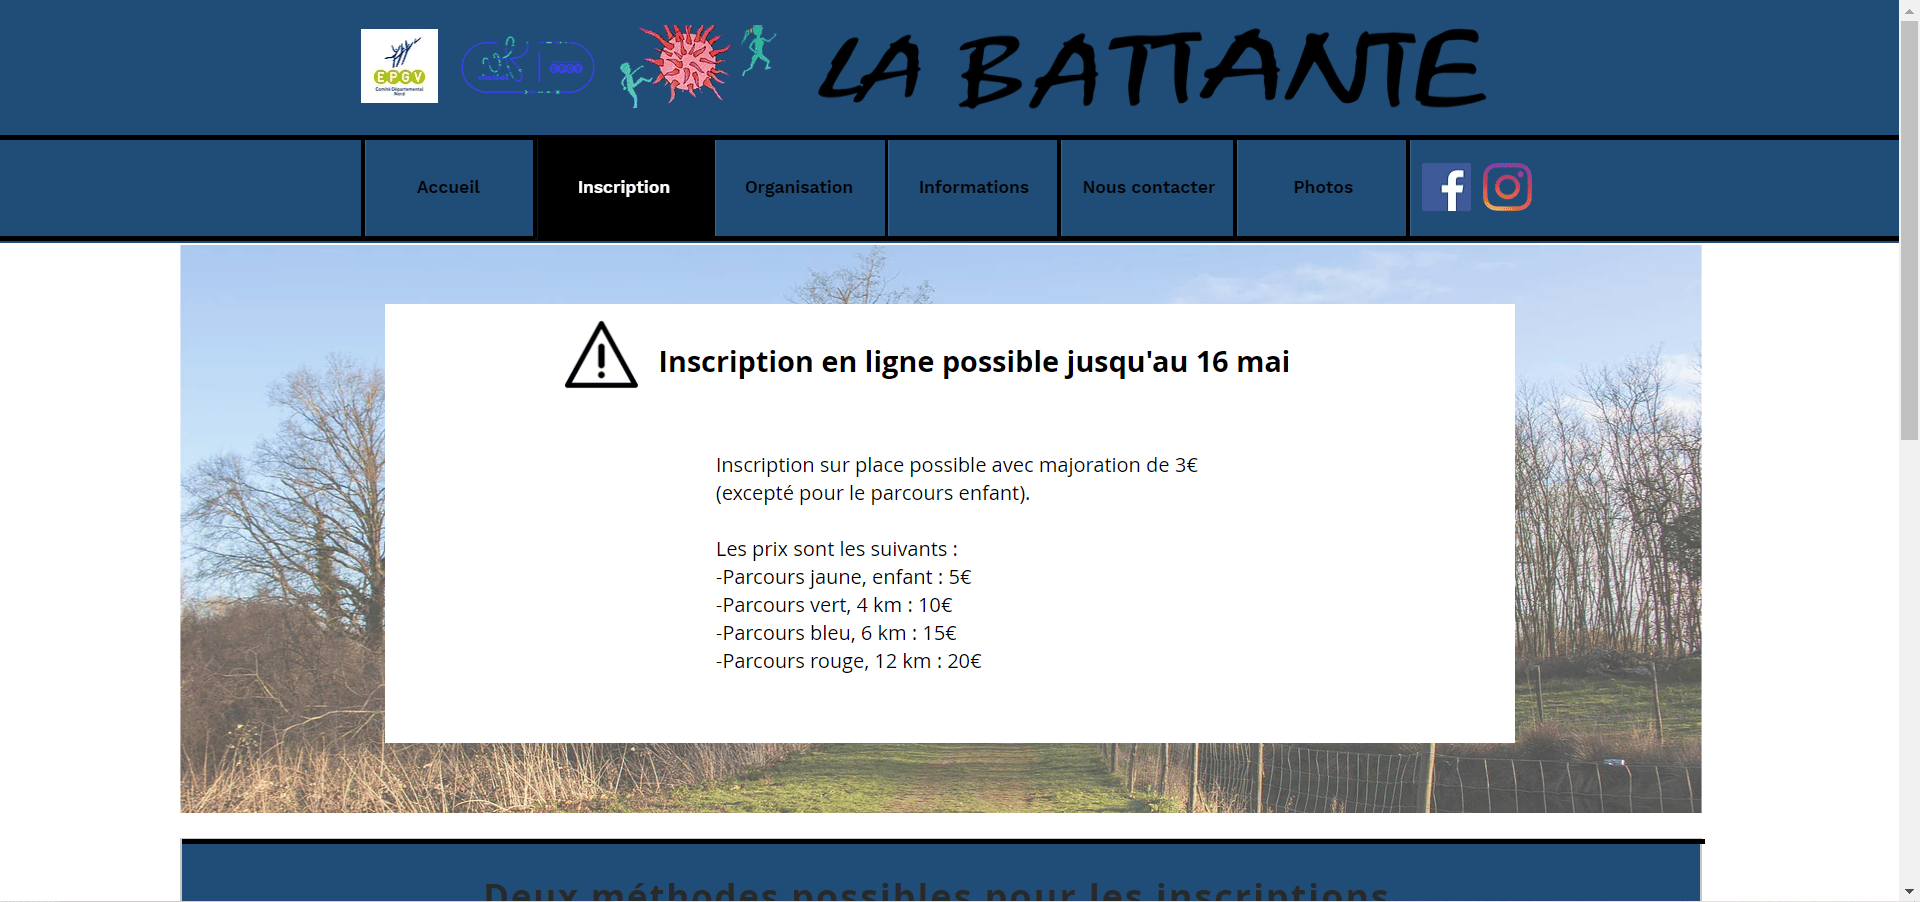 EPGV
Comité Départemental
Nord
EPGV
LA BATTANTE
Accueil
Inscription
Organisation
Informations
Nous contacter
Photos
Inscription en ligne possible jusqu'au 16 mai
Inscription sur place possible avec majoration de 3€
(excepté pour le parcours enfant).
Les prix sont les suivants :
-Parcours jaune, enfant : 5€
-Parcours vert, 4 km : 10€
-Parcours bleu, 6 km : 15€
-Parcours rouge, 12 km : 20€
Deux méthodes possibles pour les inscriptions